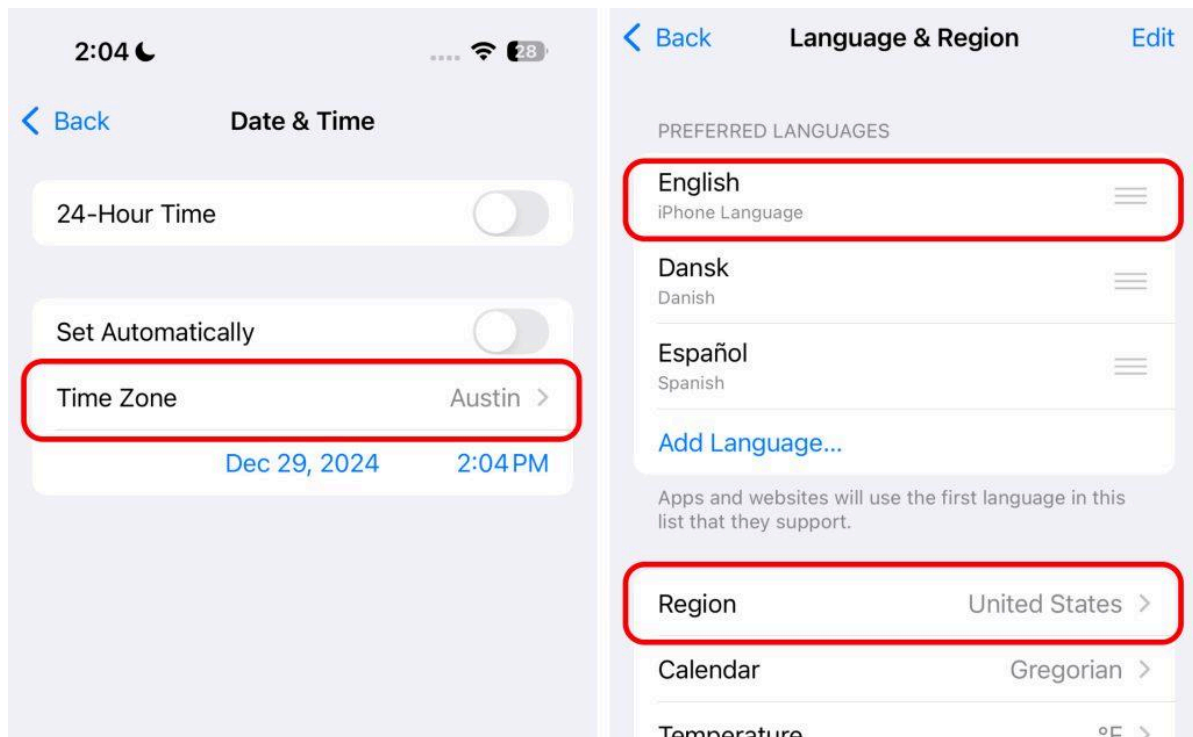 2:04
28
Back
Date & Time
24-Hour Time
Set Automatically
Time Zone
Austin
Dec 29, 2024
2:04 PM
Back
Language & Region
Edit
PREFERRED LANGUAGES
English
iPhone Language
Dansk
Danish
Español
Spanish
Add Language...
Apps and websites will use the first language in this
list that they support.
Region
United States
Calendar
Gregorian
Temperature
°F